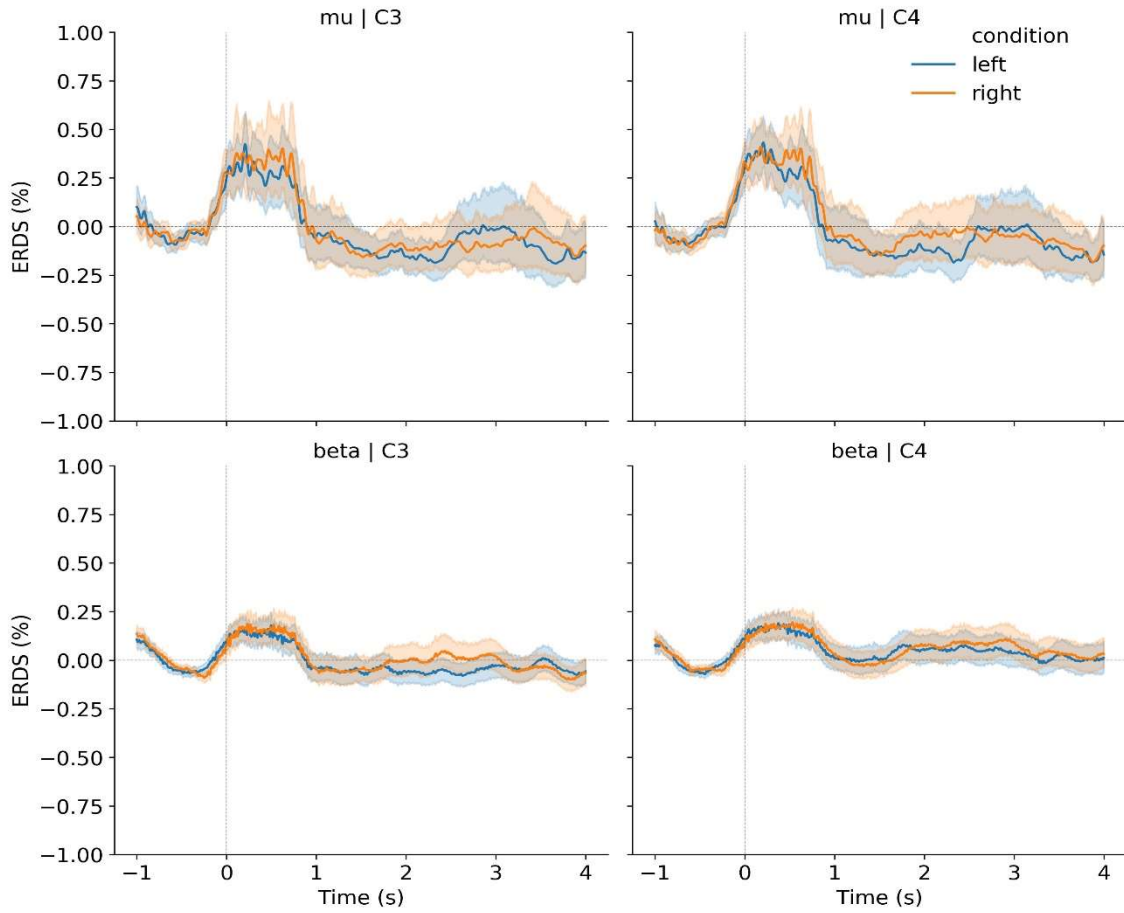 mu | C3
mu | C4
condition
left
right
ERDS (%)
1.00
0.75
0.50
0.25
0.00
−0.25
−0.50
−0.75
−1.00
beta | C3
beta | C4
ERDS (%)
1.00
0.75
0.50
0.25
0.00
−0.25
−0.50
−0.75
−1.00
−1 0 1 2 3 4
−1 0 1 2 3 4
Time (s)
Time (s)